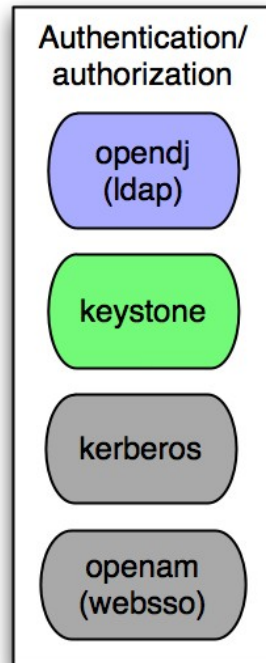 Authentication/
authorization
opendj
(ldap)
keystone
kerberos
openam
(websso)